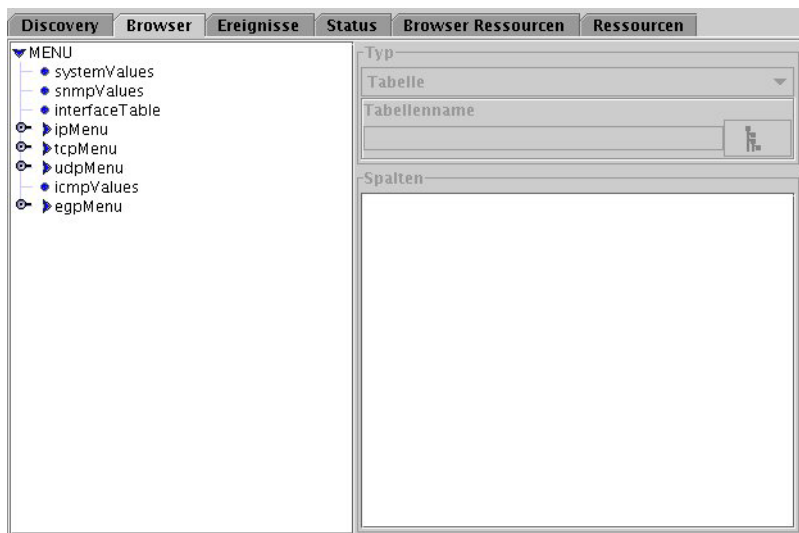 Discovery Browser Ereignisse Status Browser Ressourcen Ressourcen
MENU
systemValues
snmpValues
interfaceTable
ipMenu
tcpMenu
udpMenu
icmpValues
egpMenu
Typ
Tabelle
Tabellenname
Spalten